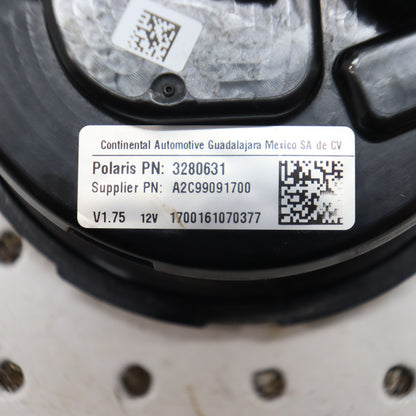 Continental Automotive Guadalajara Mexico SA de CV
Polaris PN: 3280631
Supplier PN: A2C99091700
V1.75 12V 1700161070377